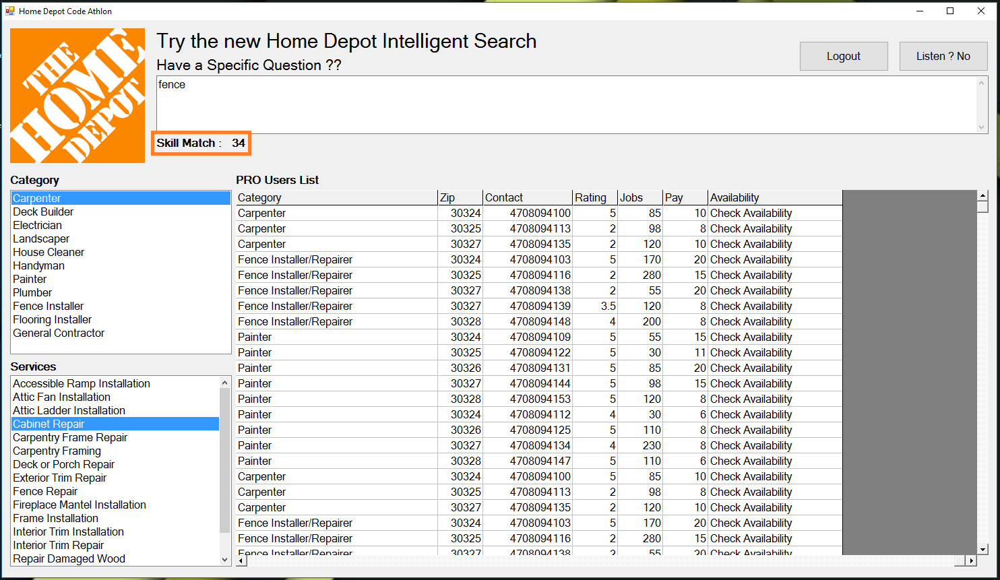 Home Depot Code Athlon
THE
HOME
DEPOT
Try the new Home Depot Intelligent Search
Have a Specific Question ??
Logout
Listen ? No
fence
Skill Match : 34
Category
Carpenter
Deck Builder
Electrician
Landscaper
House Cleaner
Handyman
Painter
Plumber
Fence Installer
Flooring Installer
General Contractor
Services
Accessible Ramp Installation
Attic Fan Installation
Attic Ladder Installation
Cabinet Repair
Carpentry Frame Repair
Carpentry Framing
Deck or Porch Repair
Exterior Trim Repair
Fence Repair
Fireplace Mantel Installation
Frame Installation
Interior Trim Installation
Interior Trim Repair
Repair Damaged Wood
PRO Users List
Category Zip Contact Rating Jobs Pay Availability
Carpenter 30324 4708094100 5 85 10 Check Availability
Carpenter 30325 4708094113 2 98 8 Check Availability
Carpenter 30327 4708094135 2 120 10 Check Availability
Fence Installer/Repairer 30324 4708094103 5 170 20 Check Availability
Fence Installer/Repairer 30325 4708094116 2 280 15 Check Availability
Fence Installer/Repairer 30327 4708094138 2 55 20 Check Availability
Fence Installer/Repairer 30327 4708094139 3.5 120 8 Check Availability
Fence Installer/Repairer 30328 4708094148 4 200 8 Check Availability
Painter 30324 4708094109 5 55 15 Check Availability
Painter 30325 4708094122 5 30 11 Check Availability
Painter 30326 4708094131 5 85 20 Check Availability
Painter 30327 4708094144 5 98 15 Check Availability
Painter 30328 4708094153 5 120 8 Check Availability
Painter 30324 4708094112 4 30 6 Check Availability
Painter 30326 4708094125 5 110 8 Check Availability
Painter 30327 4708094134 4 230 8 Check Availability
Painter 30328 4708094147 5 110 6 Check Availability
Carpenter 30324 4708094100 5 85 10 Check Availability
Carpenter 30325 4708094113 2 98 8 Check Availability
Carpenter 30327 4708094135 2 120 10 Check Availability
Fence Installer/Repairer 30324 4708094103 5 170 20 Check Availability
Fence Installer/Repairer 30325 4708094116 2 280 15 Check Availability
Fence Installer/Repairer 30327 4708094138 2 55 20 Check Availability